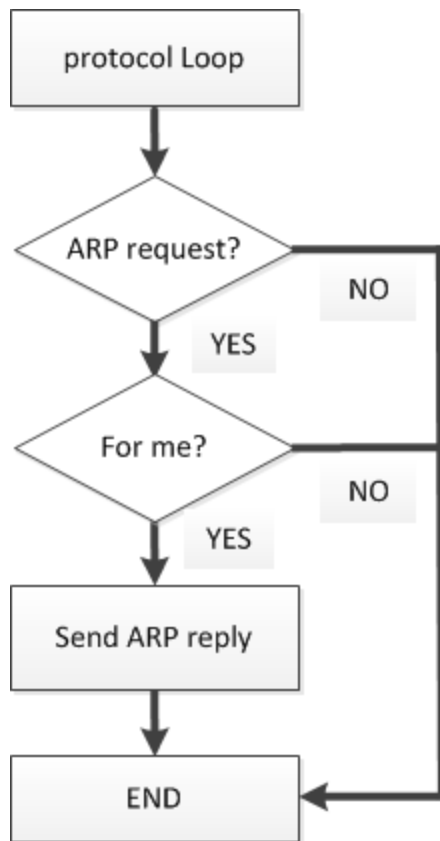 protocol Loop
ARP request?
NO
YES
For me?
NO
YES
Send ARP reply
END